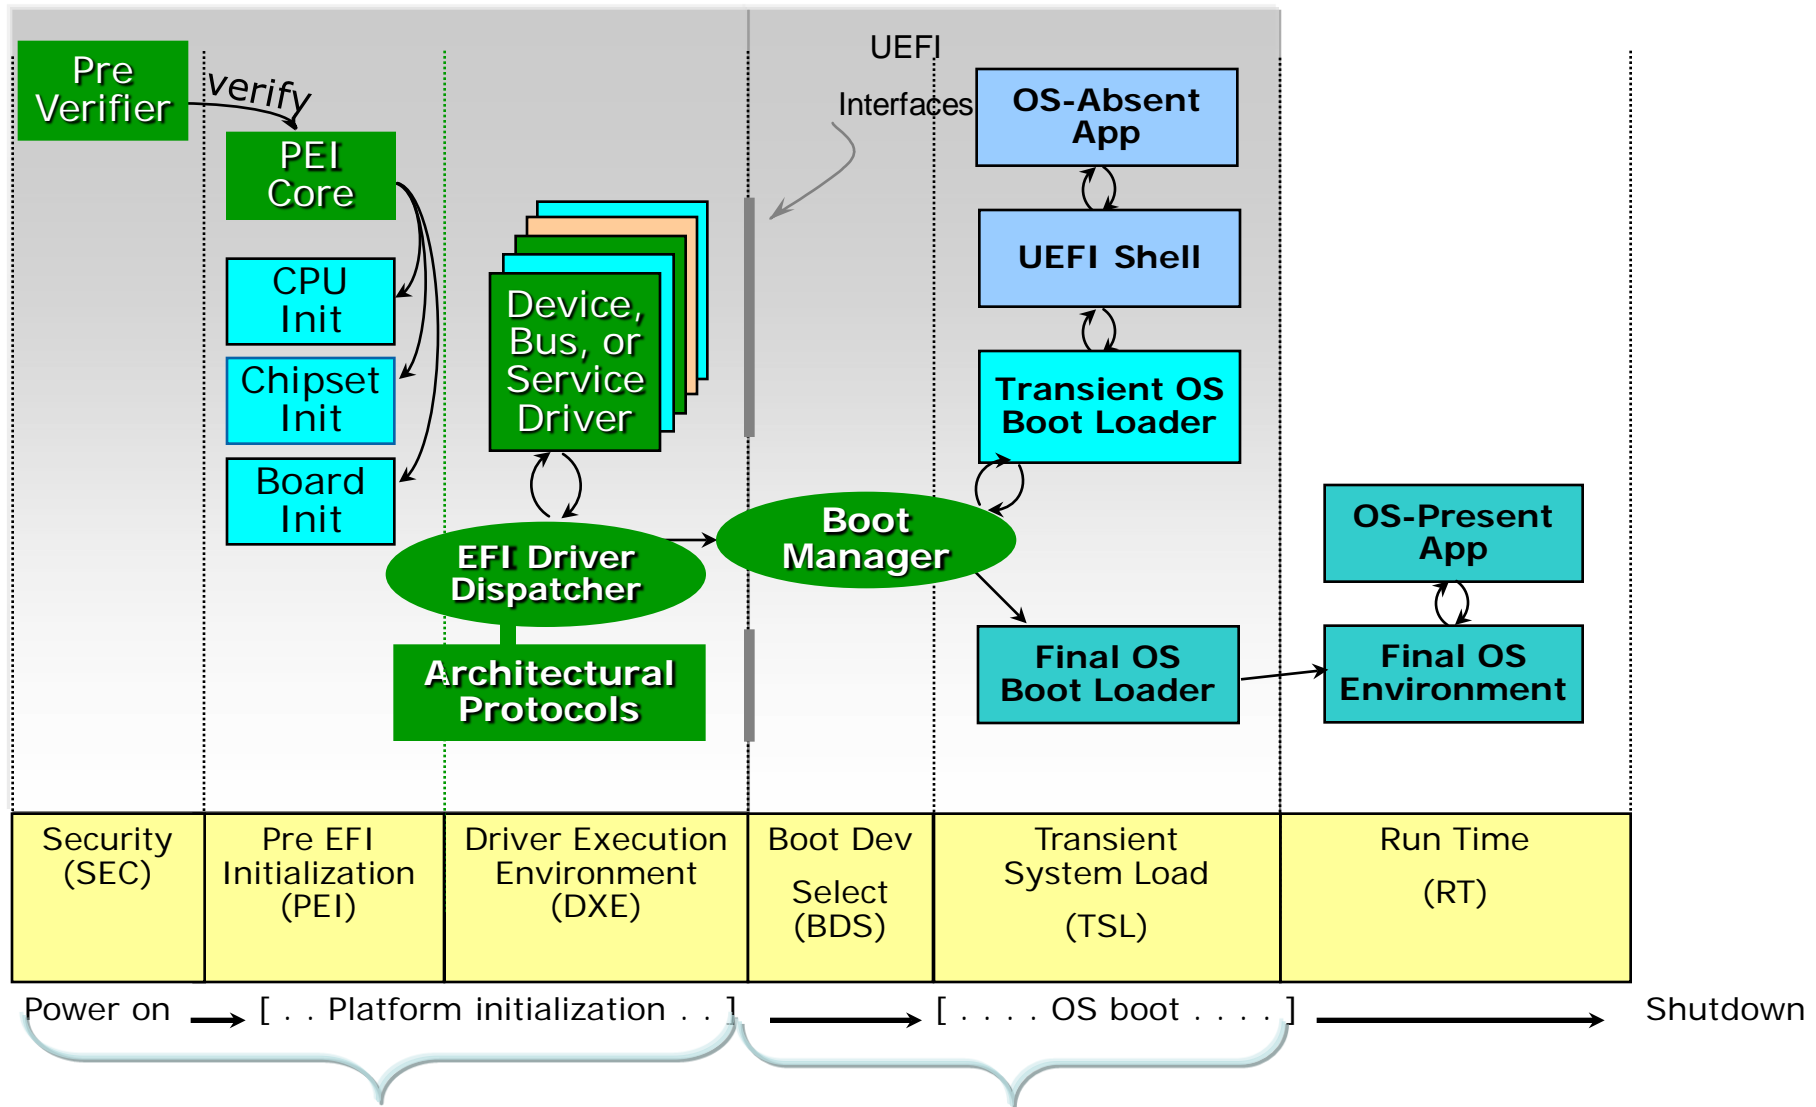 Pre
Verifier
verify
PEI
Core
CPU
Init
Chipset
Init
Board
Init
Device,
Bus, or
Service
Driver
EFI Driver
Dispatcher
Architectural
Protocols
UEFI
Interfaces
Boot
Manager
OS-Absent
App
UEFI Shell
Transient OS
Boot Loader
Final OS
Boot Loader
OS-Present
App
Final OS
Environment
Security
(SEC)
Pre EFI
Initialization
(PEI)
Driver Execution
Environment
(DXE)
Boot Dev
Select
(BDS)
Transient
System Load
(TSL)
Run Time
(RT)
Power on [ . . Platform initialization . . ] [ . . . . OS boot . . . . ] Shutdown